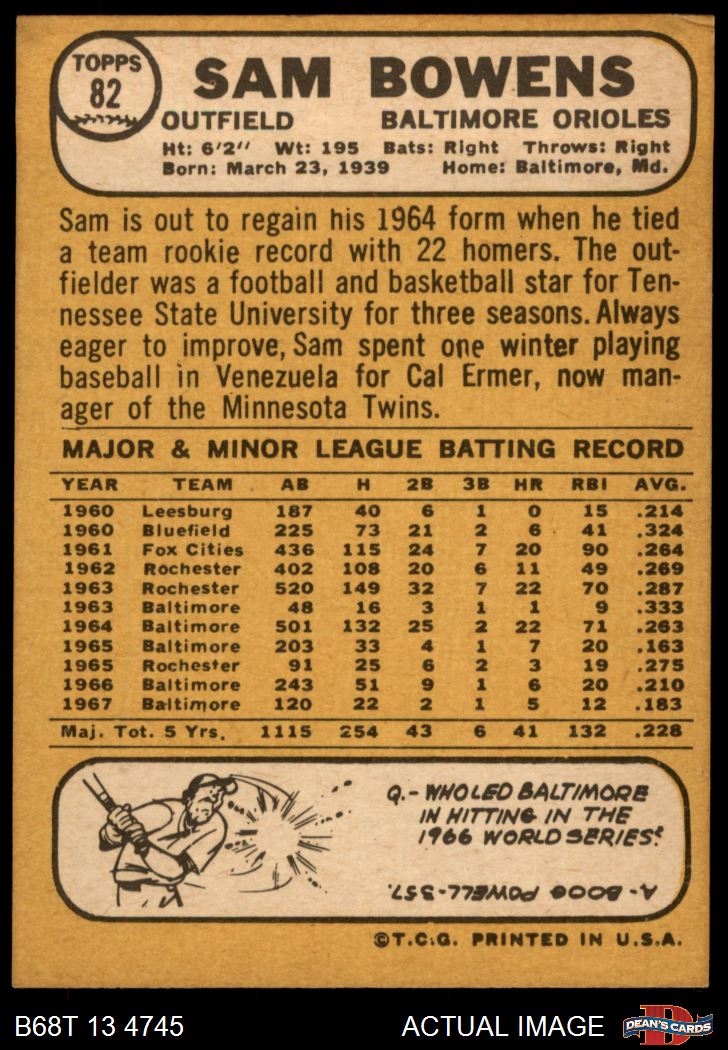 TOPPS
82
SAM BOWENS
OUTFIELD BALTIMORE ORIOLES
Ht: 6'2" Wt: 195 Bats: Right Throws: Right
Born: March 23, 1939 Home: Baltimore, Md.
Sam is out to regain his 1964 form when he tied
a team rookie record with 22 homers. The out-
fielder was a football and basketball star for Ten-
nessee State University for three seasons. Always
eager to improve, Sam spent one winter playing
baseball in Venezuela for Cal Ermer, now man-
ager of the Minnesota Twins.
MAJOR & MINOR LEAGUE BATTING RECORD
YEAR TEAM AB H 2B 3B HR RBI AVG.
1960 Leesburg 187 40 6 1 0 15 .214
1960 Bluefield 225 73 21 2 6 41 .324
1961 Fox Cities 436 115 24 7 20 90 .264
1962 Rochester 402 108 20 6 11 49 .269
1963 Rochester 520 149 32 7 22 70 .287
1963 Baltimore 48 16 3 1 1 9 .333
1964 Baltimore 501 132 25 2 22 71 .263
1965 Baltimore 203 33 4 1 7 20 .163
1965 Rochester 91 25 6 2 3 19 .275
1966 Baltimore 243 51 9 1 6 20 .210
1967 Baltimore 120 22 2 1 5 12 .183
Maj. Tot. 5 Yrs. 1115 254 43 6 41 132 .228
Q.- WHO LED BALTIMORE
IN HITTING IN THE
1966 WORLD SERIES?
A- BOOG POWELL-.357.
©T.C.G. PRINTED IN U.S.A.
B68T 13 4745 ACTUAL IMAGE
D
DEAN'S CARDS